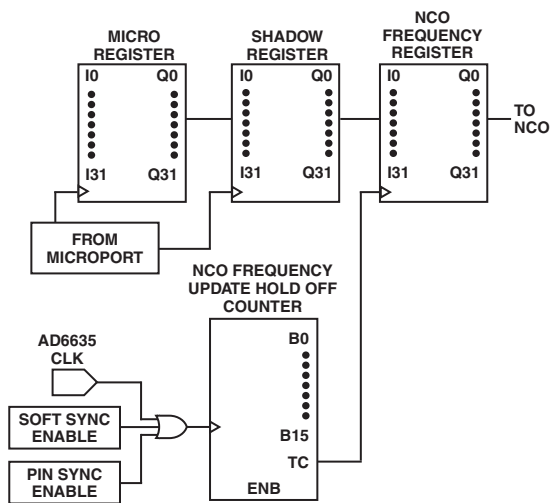 MICRO
REGISTER
I0 Q0
I31 Q31
SHADOW
REGISTER
I0 Q0
I31 Q31
NCO
FREQUENCY
REGISTER
I0 Q0
I31 Q31
TO
NCO
FROM
MICROPORT
NCO FREQUENCY
UPDATE HOLD OFF
COUNTER
B0
B15
TC
ENB
AD6635
CLK
SOFT SYNC
ENABLE
PIN SYNC
ENABLE